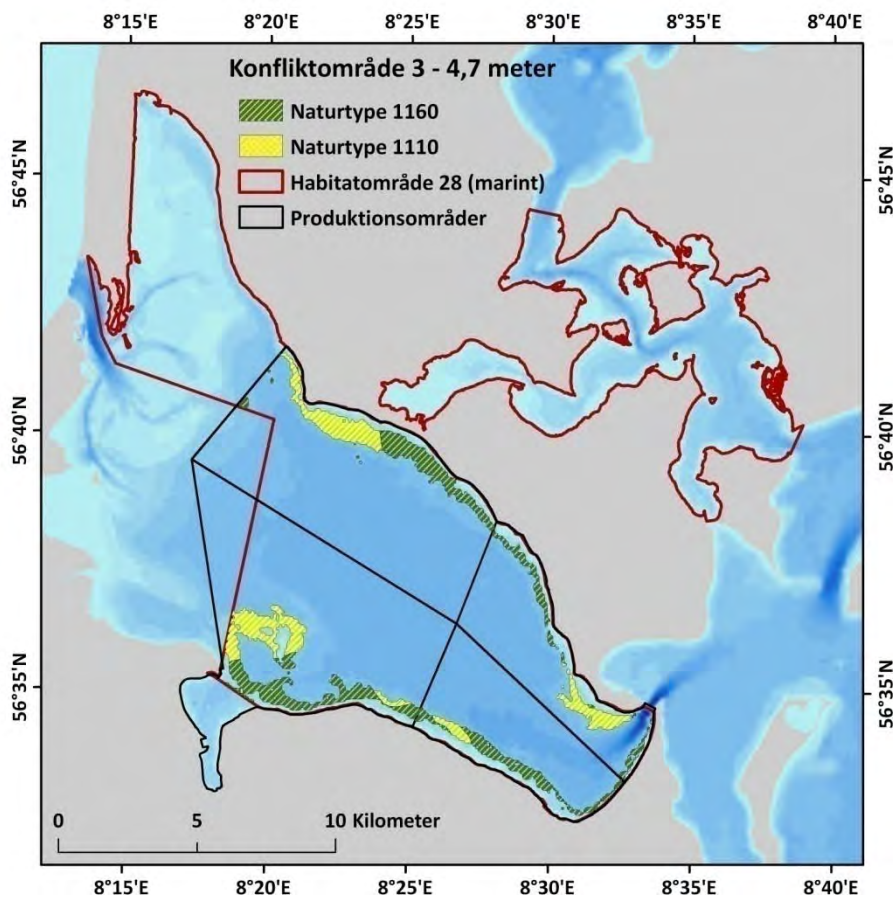 8°15'E 8°20'E 8°25'E 8°30'E 8°35'E 8°40'E
Konfliktområde 3 - 4,7 meter
Naturtype 1160
Naturtype 1110
Habitatområde 28 (marint)
Produktionsområder
56°45'N 56°45'N
56°40'N 56°40'N
56°35'N 56°35'N
0 5 10 Kilometer
8°15'E 8°20'E 8°25'E 8°30'E 8°35'E 8°40'E